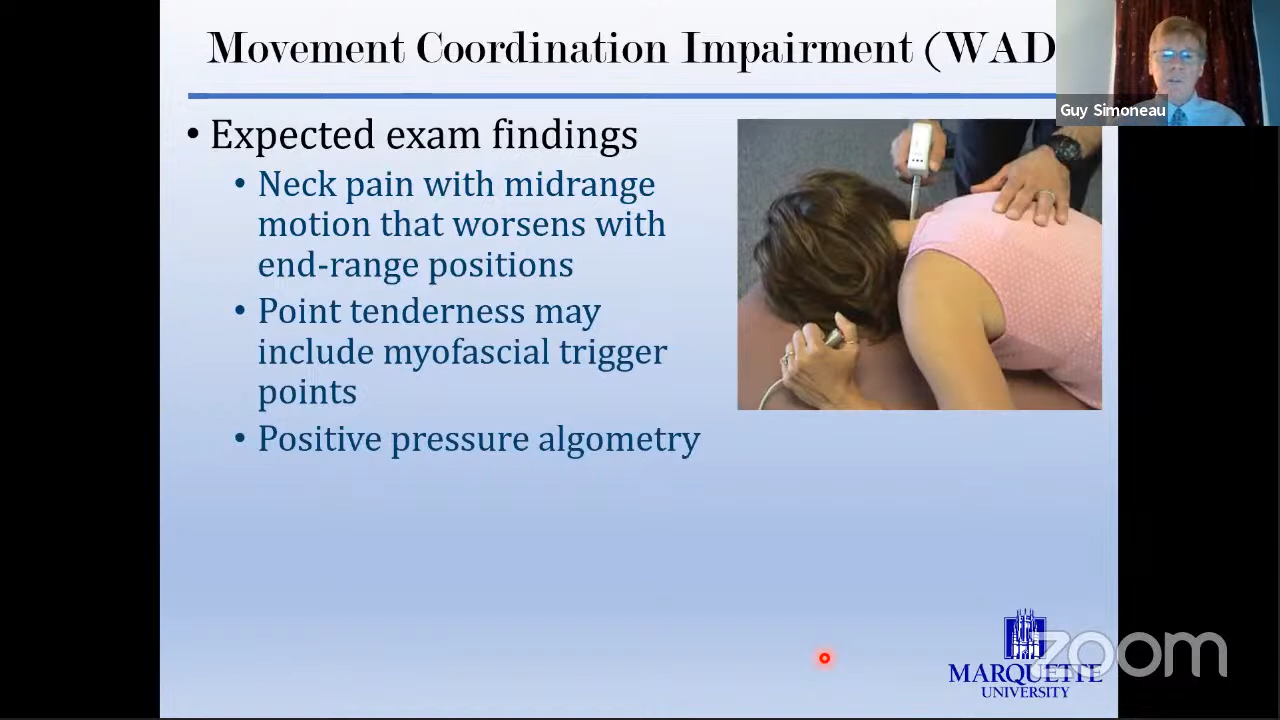 Movement Coordination Impairment (WAD
Guy Simoneau
• Expected exam findings
• Neck pain with midrange
motion that worsens with
end-range positions
• Point tenderness may
include myofascial trigger
points
• Positive pressure algometry
zoom
MARQUETTE
UNIVERSITY